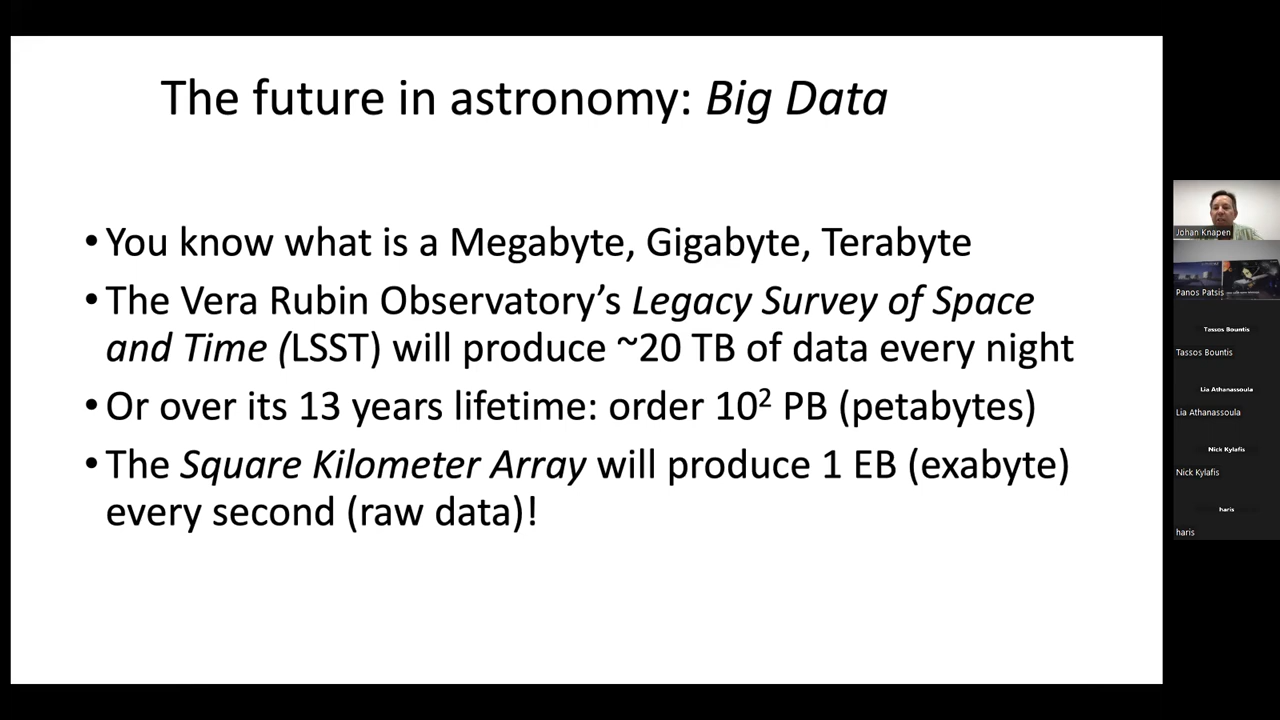 The future in astronomy: Big Data
• You know what is a Megabyte, Gigabyte, Terabyte
• The Vera Rubin Observatory’s Legacy Survey of Space
and Time (LSST) will produce ~20 TB of data every night
• Or over its 13 years lifetime: order 10² PB (petabytes)
• The Square Kilometer Array will produce 1 EB (exabyte)
every second (raw data)!
Johan Knapen
Panos Patsis
Tassos Bountis
Tassos Bountis
Lia Athanassoula
Lia Athanassoula
Nick Kylafis
Nick Kylafis
haris
haris